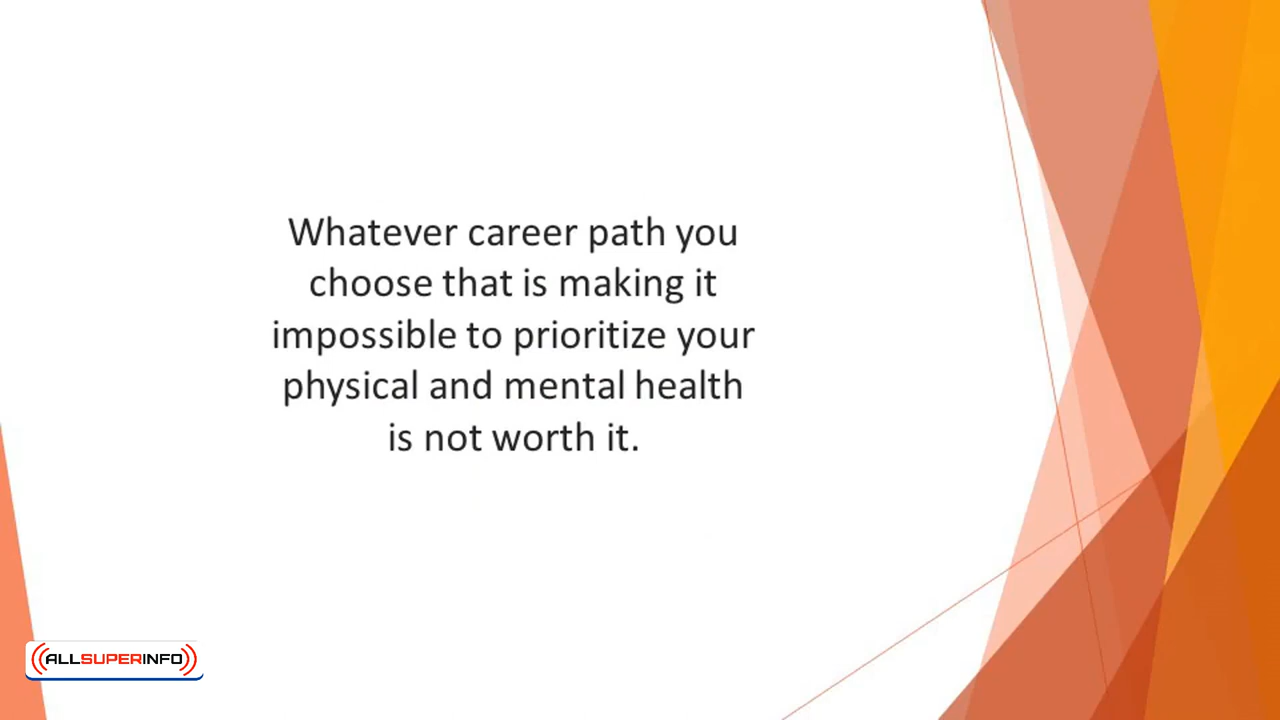 Whatever career path you
choose that is making it
impossible to prioritize your
physical and mental health
is not worth it.
ALLSUPERINFO